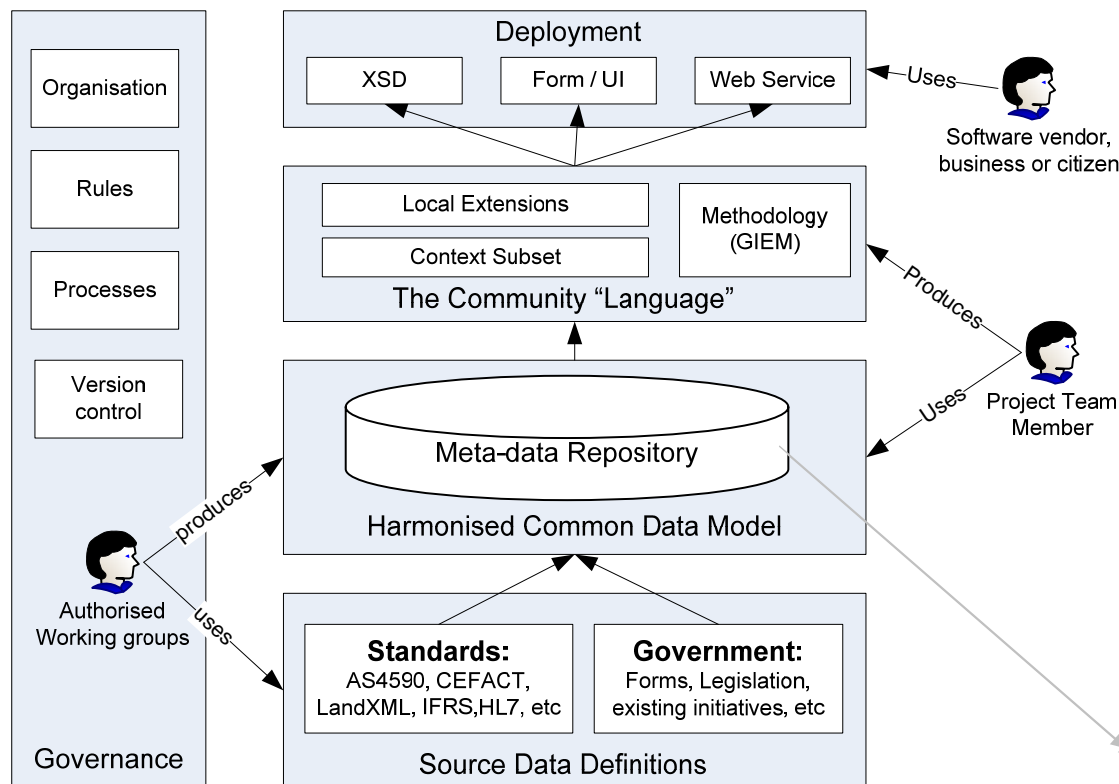 Organisation
Rules
Processes
Version
control
Authorised
Working groups
Governance
Deployment
XSD
Form / UI
Web Service
Uses
Software vendor,
business or citizen
Local Extensions
Context Subset
Methodology
(GIEM)
The Community “Language”
Produces
Uses
Project Team
Member
Meta-data Repository
Harmonised Common Data Model
produces
uses
Standards:
AS4590, CEFACT,
LandXML, IFRS,HL7, etc
Government:
Forms, Legislation,
existing initiatives, etc
Source Data Definitions